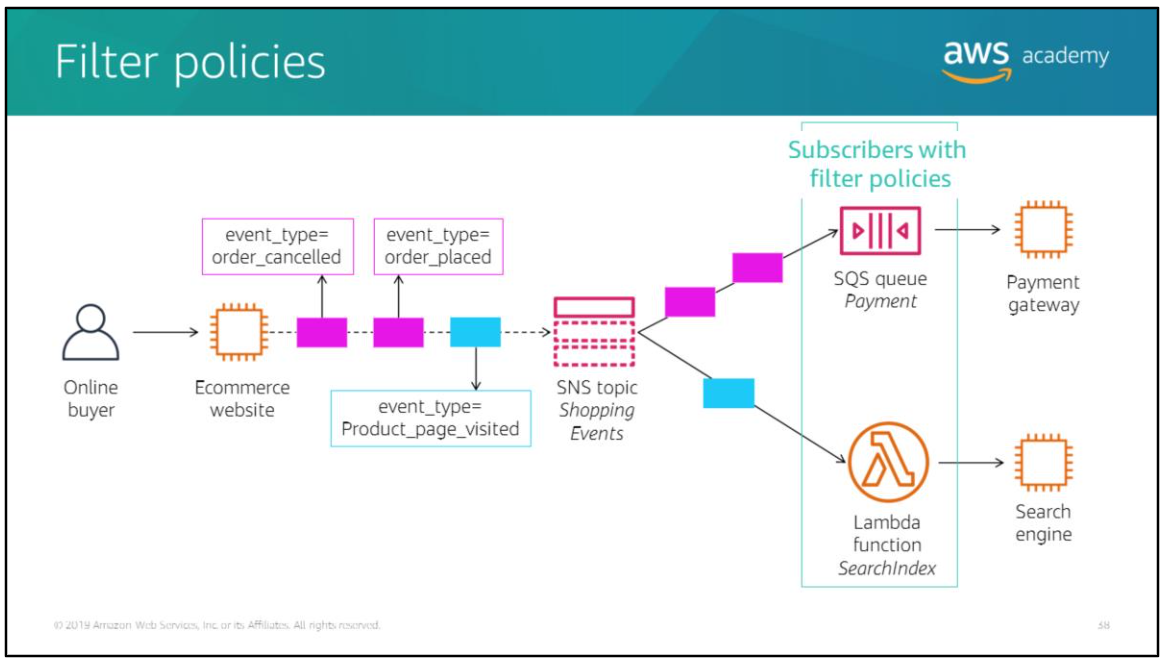 Filter policies
aws academy
Subscribers with
filter policies
event_type=
order_cancelled
event_type=
order_placed
SQS queue
Payment
Payment
gateway
Online
buyer
Ecommerce
website
event_type=
Product_page_visited
SNS topic
Shopping
Events
Lambda
function
SearchIndex
Search
engine
© 2019 Amazon Web Services, Inc. or its Affiliates. All rights reserved.
38